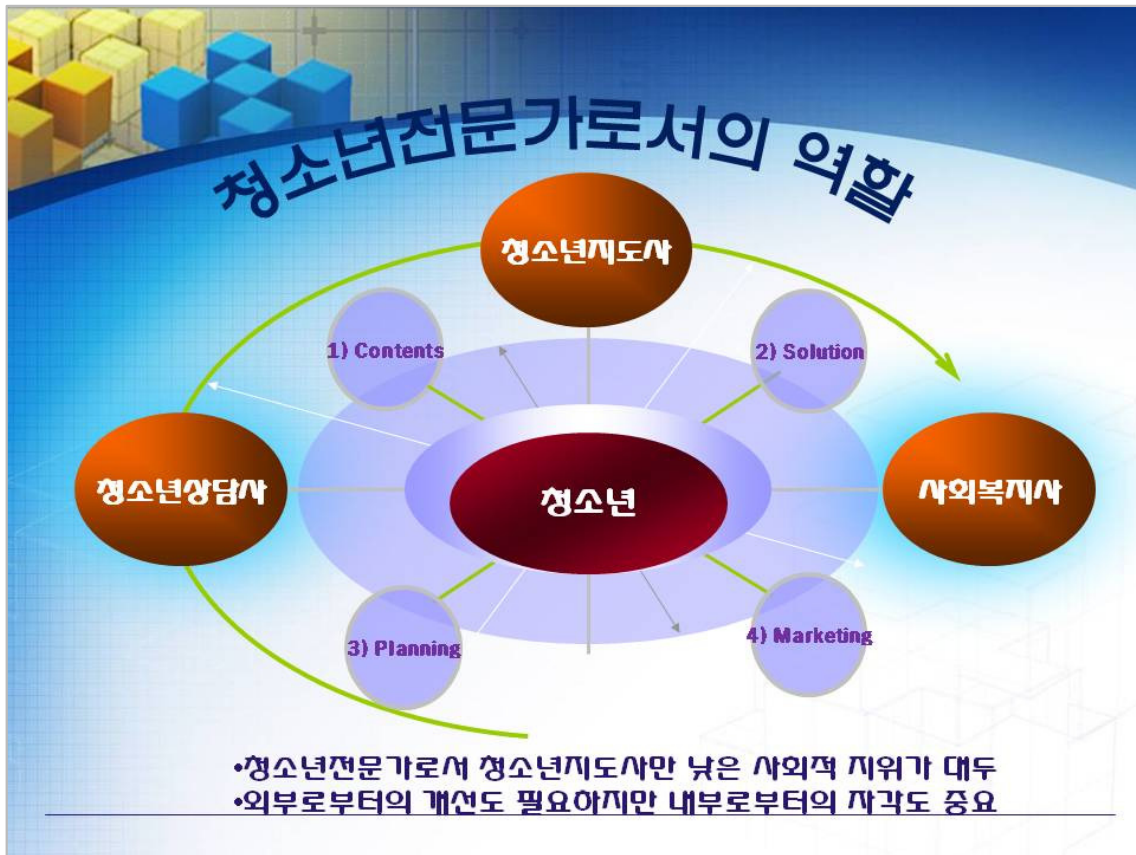 청소년전문가로서의 역할
청소년지도사
1) Contents
2) Solution
청소년상담사
청소년
사회복지사
3) Planning
4) Marketing
•청소년전문가로서 청소년지도사만 낮은 사회적 지위가 대두
•외부로부터의 개선도 필요하지만 내부로부터의 자각도 중요